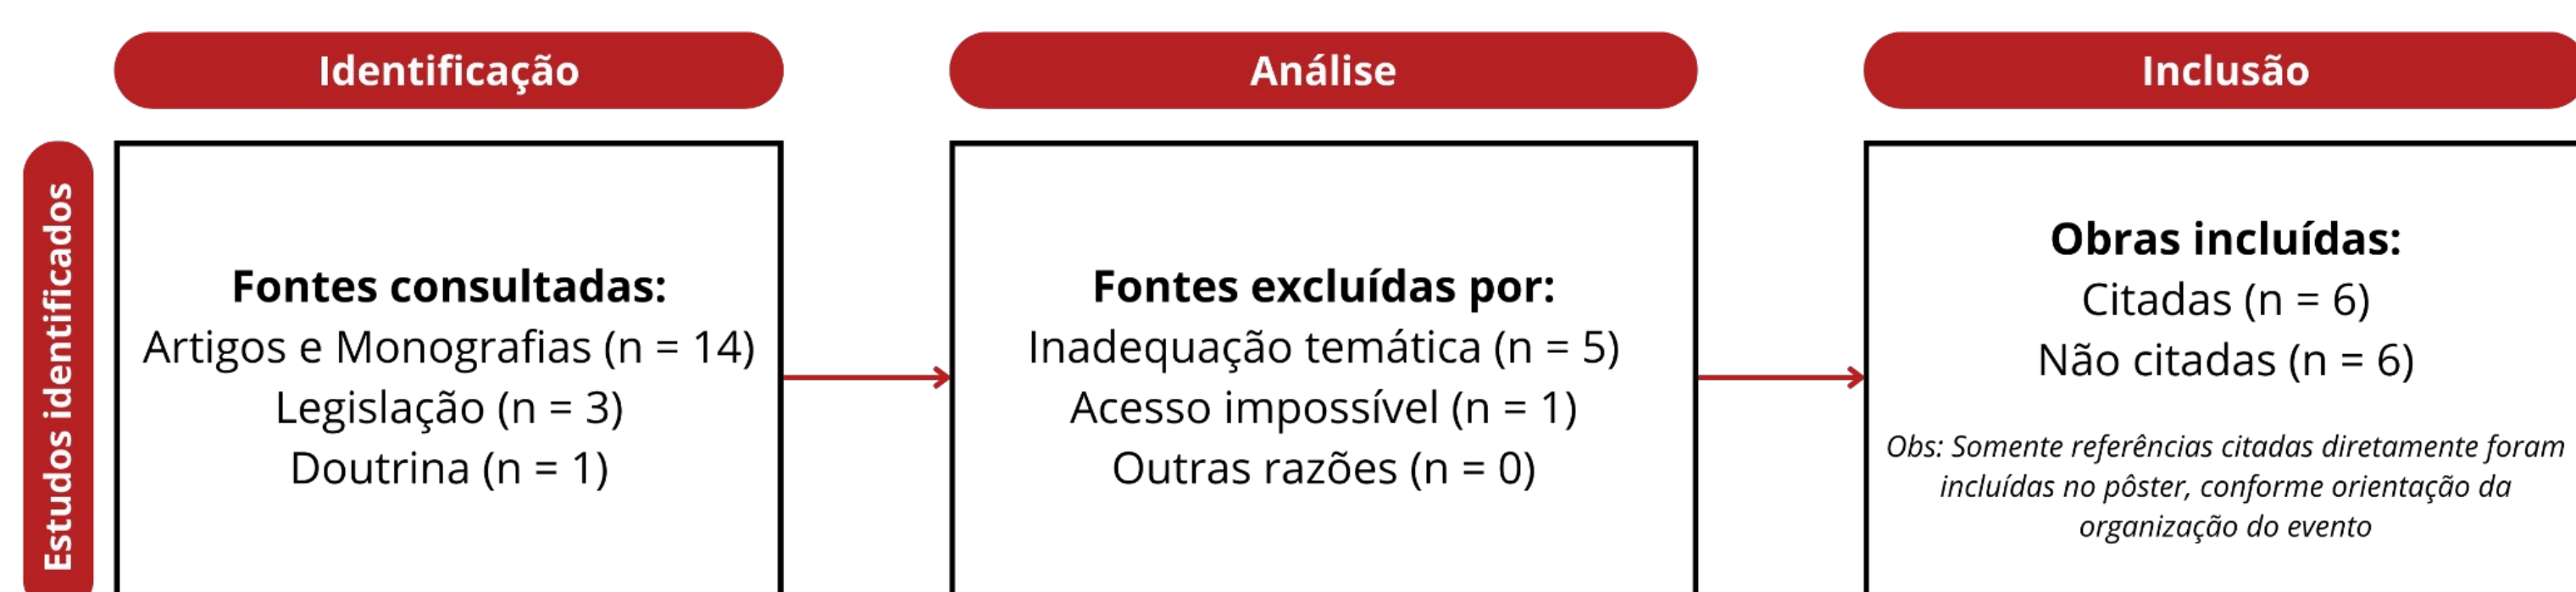 Identificação
Análise
Inclusão
Estudos identificados
Fontes consultadas:
Artigos e Monografias (n = 14)
Legislação (n = 3)
Doutrina (n = 1)
Fontes excluídas por:
Inadequação temática (n = 5)
Acesso impossível (n = 1)
Outras razões (n = 0)
Obras incluídas:
Citadas (n = 6)
Não citadas (n = 6)
Obs: Somente referências citadas diretamente foram
incluídas no pôster, conforme orientação da
organização do evento